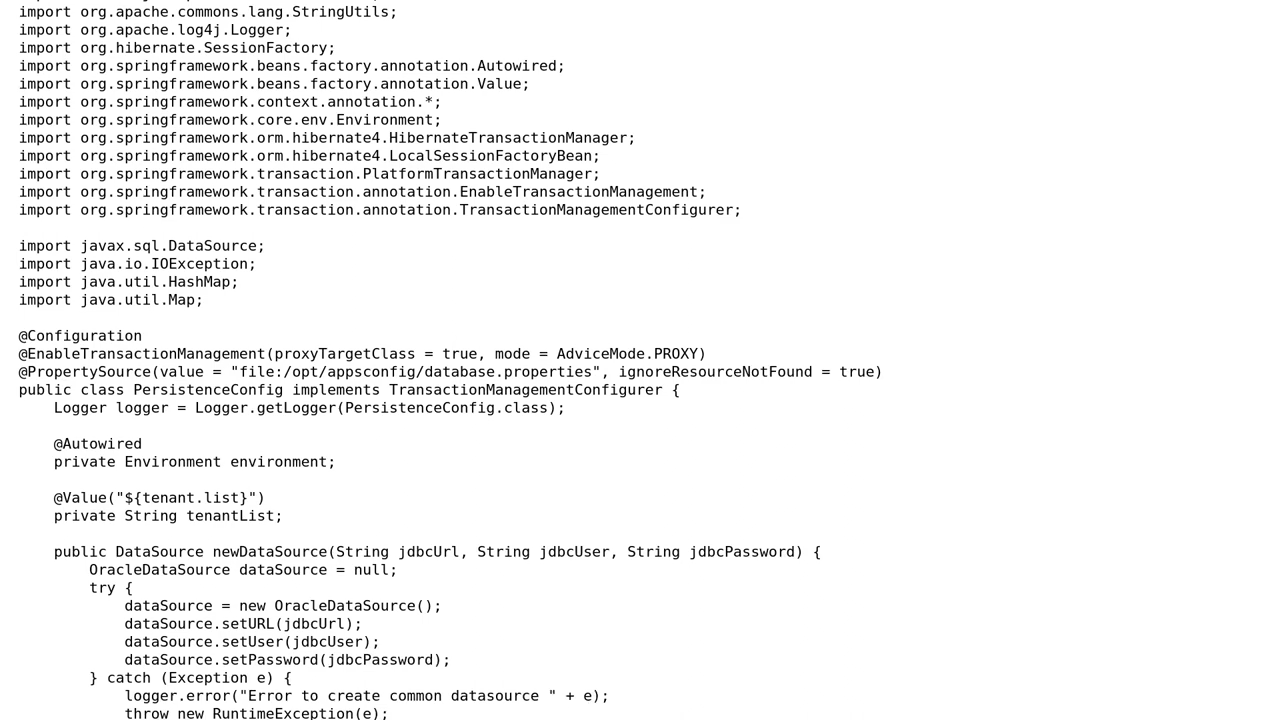 import org.apache.commons.lang.StringUtils;
import org.apache.log4j.Logger;
import org.hibernate.SessionFactory;
import org.springframework.beans.factory.annotation.Autowired;
import org.springframework.beans.factory.annotation.Value;
import org.springframework.context.annotation.*;
import org.springframework.core.env.Environment;
import org.springframework.orm.hibernate4.HibernateTransactionManager;
import org.springframework.orm.hibernate4.LocalSessionFactoryBean;
import org.springframework.transaction.PlatformTransactionManager;
import org.springframework.transaction.annotation.EnableTransactionManagement;
import org.springframework.transaction.annotation.TransactionManagementConfigurer;

import javax.sql.DataSource;
import java.io.IOException;
import java.util.HashMap;
import java.util.Map;

@Configuration
@EnableTransactionManagement(proxyTargetClass = true, mode = AdviceMode.PROXY)
@PropertySource(value = "file:/opt/appsconfig/database.properties", ignoreResourceNotFound = true)
public class PersistenceConfig implements TransactionManagementConfigurer {
    Logger logger = Logger.getLogger(PersistenceConfig.class);

    @Autowired
    private Environment environment;

    @Value("${tenant.list}")
    private String tenantList;

    public DataSource newDataSource(String jdbcUrl, String jdbcUser, String jdbcPassword) {
        OracleDataSource dataSource = null;
        try {
            dataSource = new OracleDataSource();
            dataSource.setURL(jdbcUrl);
            dataSource.setUser(jdbcUser);
            dataSource.setPassword(jdbcPassword);
        } catch (Exception e) {
            logger.error("Error to create common datasource " + e);
            throw new RuntimeException(e);